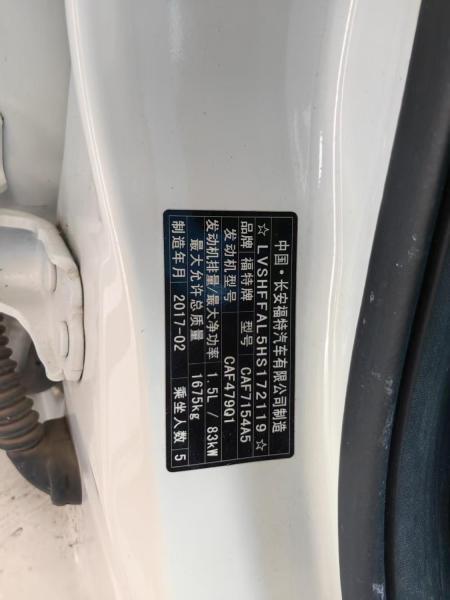 中国·长安福特汽车有限公司制造
☆LVSHFFAL5HS172119☆
品牌 福特牌 型号 CAF7154A5
发动机型号 CAF479Q1
发动机排量/最大净功率 1.5L / 83kW
最大允许总质量 1675kg
制造年月 2017-02 乘坐人数 5